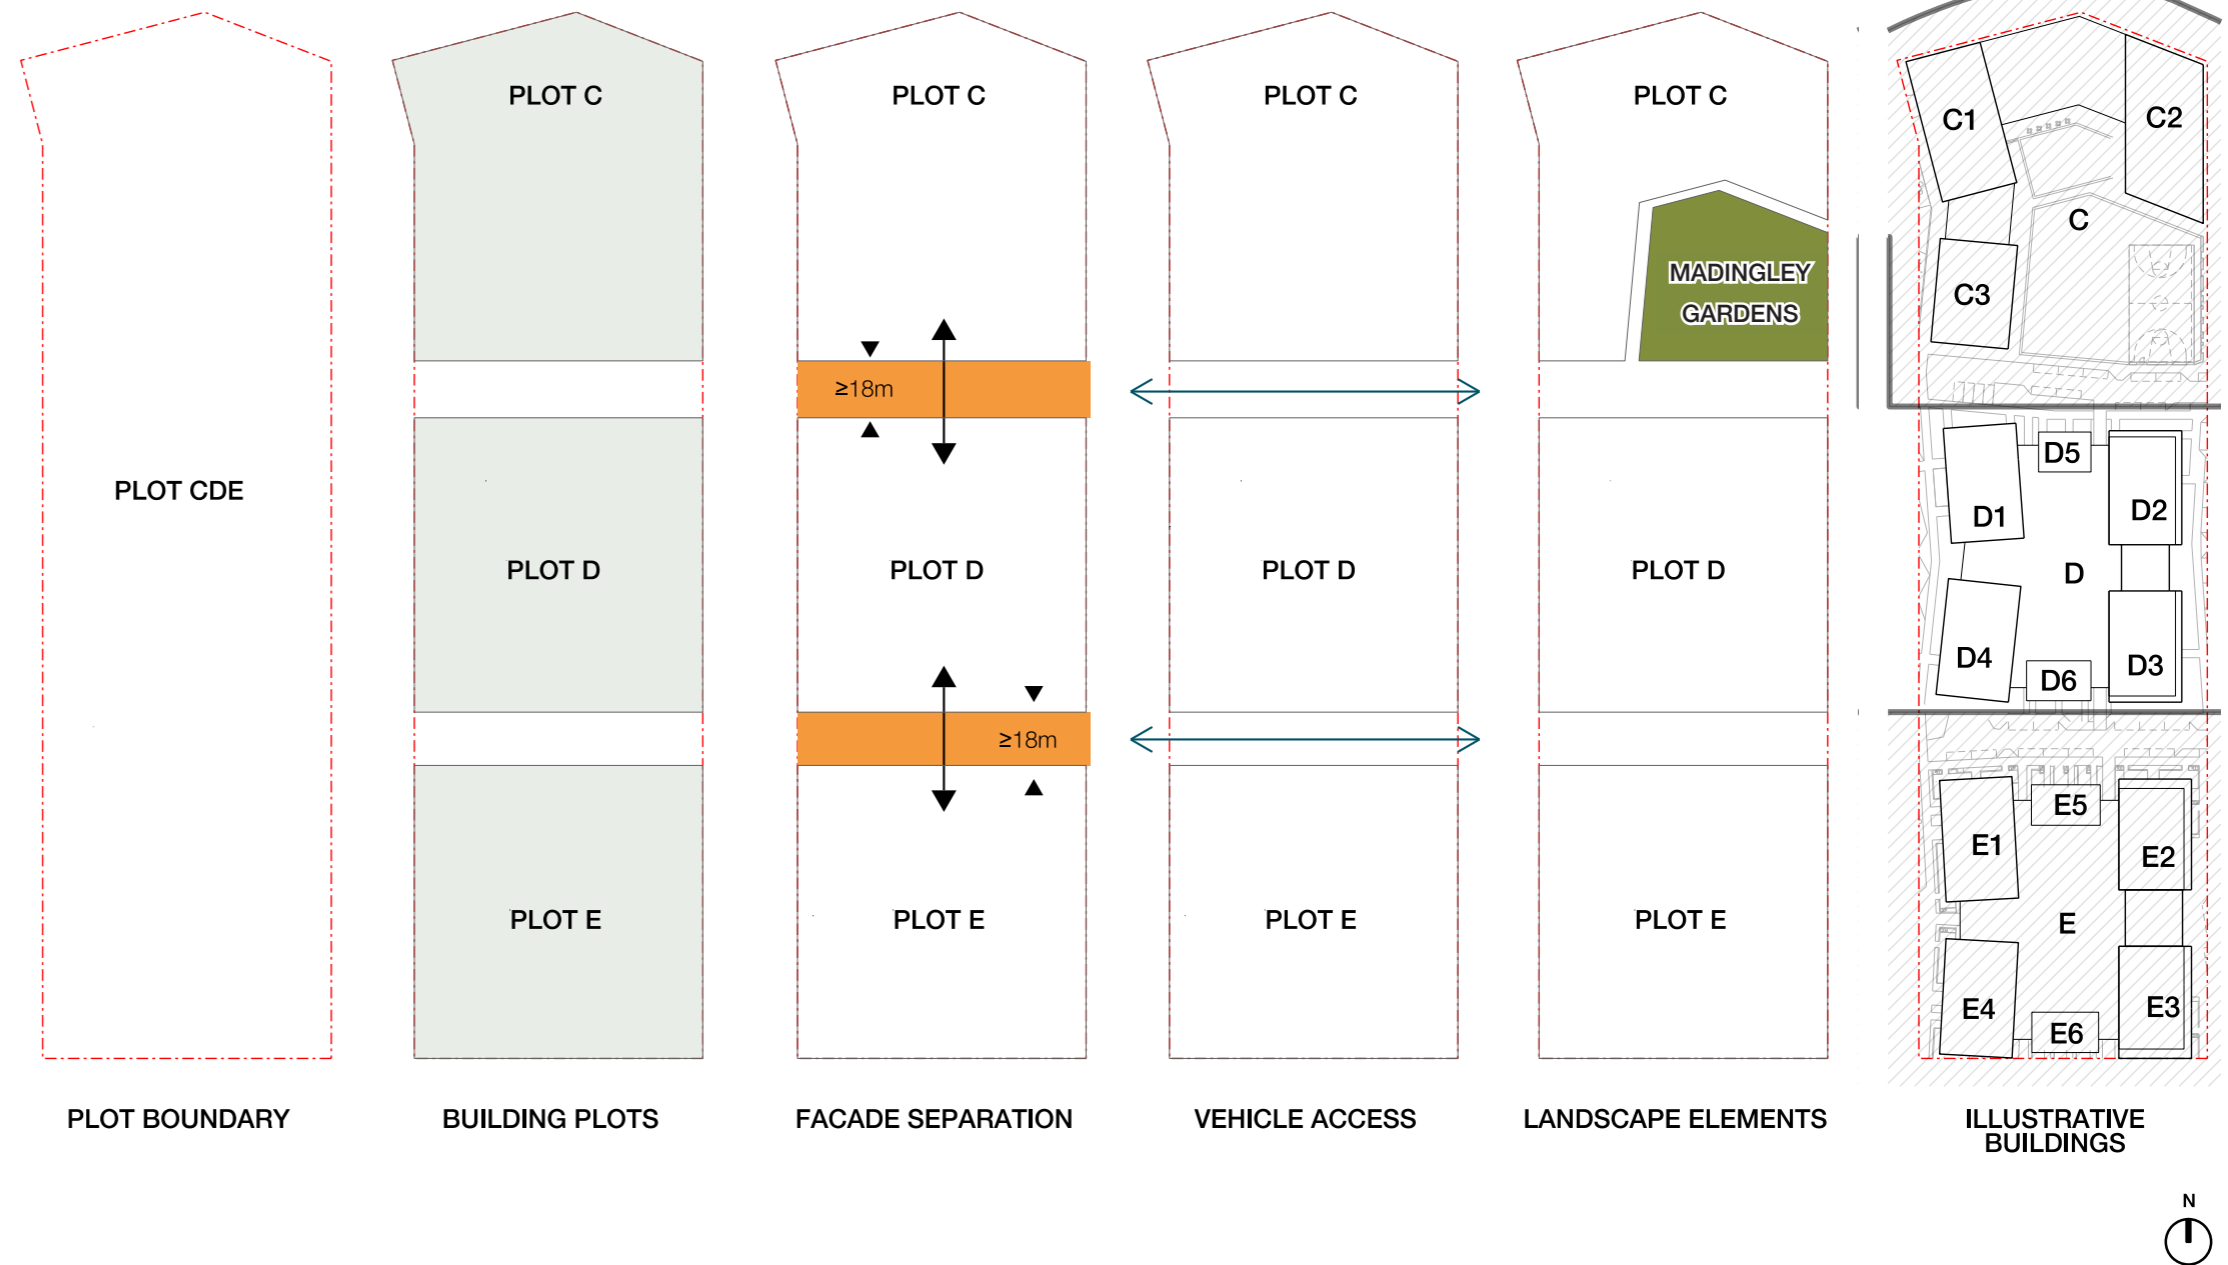 PLOT CDE
PLOT BOUNDARY
PLOT C
PLOT D
PLOT E
BUILDING PLOTS
PLOT C
≥18m
PLOT D
≥18m
PLOT E
FACADE SEPARATION
PLOT C
PLOT D
PLOT E
VEHICLE ACCESS
PLOT C
MADINGLEY
GARDENS
PLOT D
PLOT E
LANDSCAPE ELEMENTS
C1
C2
C
C3
D5
D1
D2
D
D4
D6
D3
E5
E1
E2
E
E4
E6
E3
ILLUSTRATIVE
BUILDINGS
N